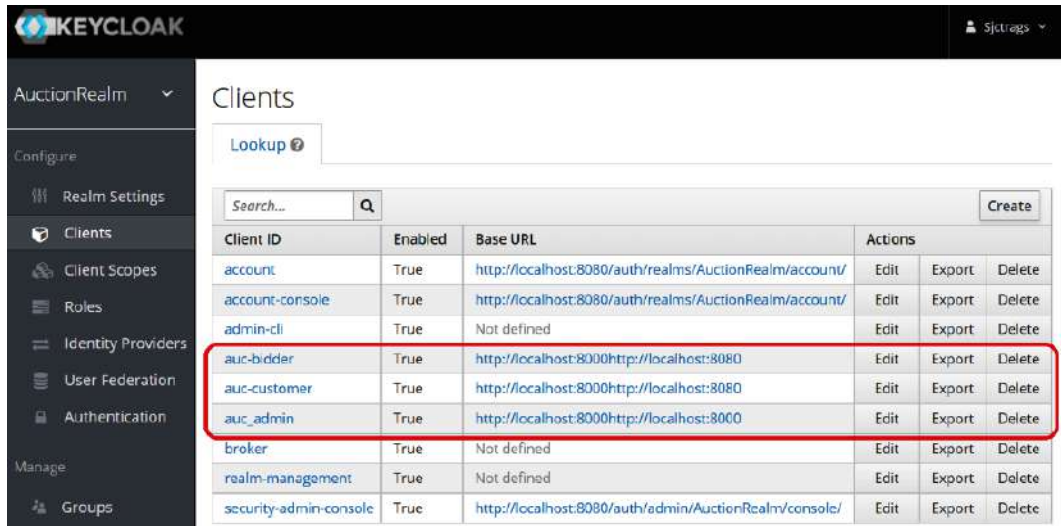 KEYCLOAK
Sjctrags
AuctionRealm
Clients
Lookup
Configure
Realm Settings
Clients
Client Scopes
Roles
Identity Providers
User Federation
Authentication
Manage
Groups
Search...
Create
Client ID Enabled Base URL Actions
account True http://localhost:8080/auth/realms/AuctionRealm/account/ Edit Export Delete
account-console True http://localhost:8080/auth/realms/AuctionRealm/account/ Edit Export Delete
admin-cli True Not defined Edit Export Delete
auc-bidder True http://localhost:8000http://localhost:8080 Edit Export Delete
auc-customer True http://localhost:8000http://localhost:8080 Edit Export Delete
auc_admin True http://localhost:8000http://localhost:8000 Edit Export Delete
broker True Not defined Edit Export Delete
realm-management True Not defined Edit Export Delete
security-admin-console True http://localhost:8080/auth/admin/AuctionRealm/console/ Edit Export Delete